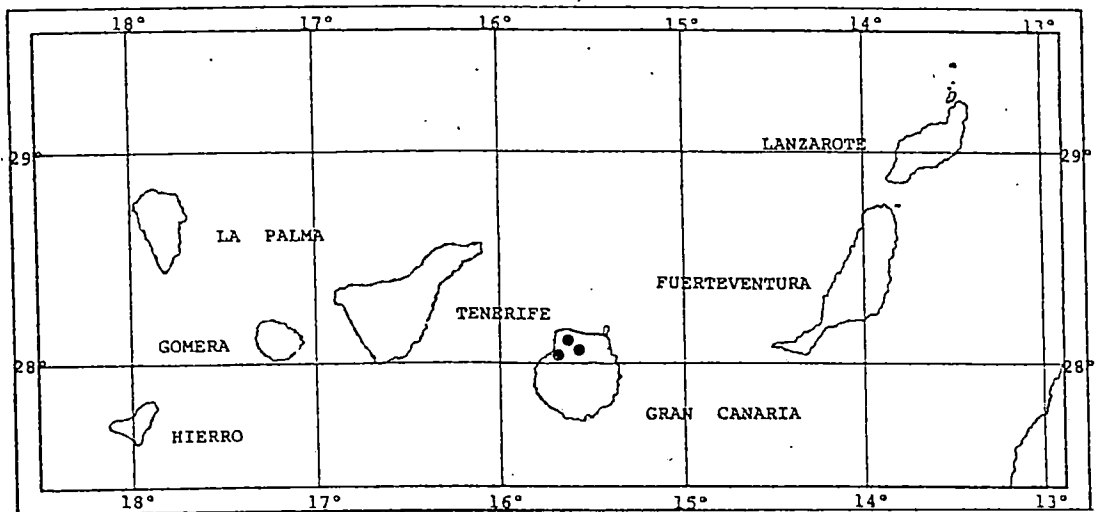 18° 17° 16° 15° 14° 13°
LANZAROTE
29° 29°
LA PALMA
FUERTEVENTURA
TENERIFE
GOMERA
28° 28°
GRAN CANARIA
HIERRO
18° 17° 16° 15° 14° 13°